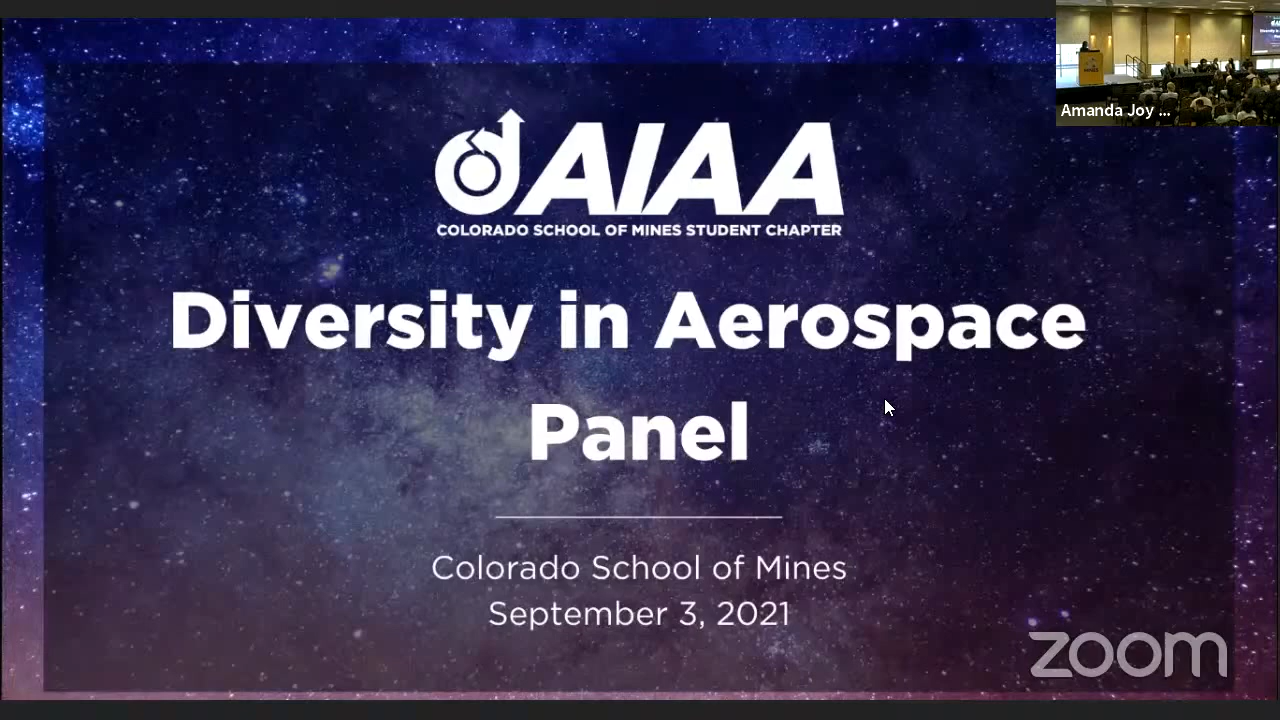 AIAA
COLORADO SCHOOL OF MINES STUDENT CHAPTER
Diversity in Aerospace
Panel
Colorado School of Mines
September 3, 2021
zoom
Amanda Joy ...